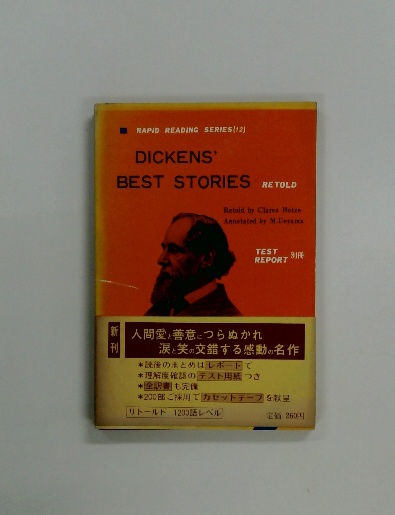 RAPID READING SERIES(12)
DICKENS'
BEST STORIES RETOLD
Retold by Clares Hotze
Annotated by M.Ueyama
TEST
REPORT 別冊
新刊
人間愛と善意につらぬかれ
涙と笑の交錯する感動の名作
*読後のまとめは レポート で
*理解度確認の テスト用紙 つき
*全訳書 も完備
*200部ご採用で カセットテープ を献呈
リトールド 1200語レベル
定価 260円